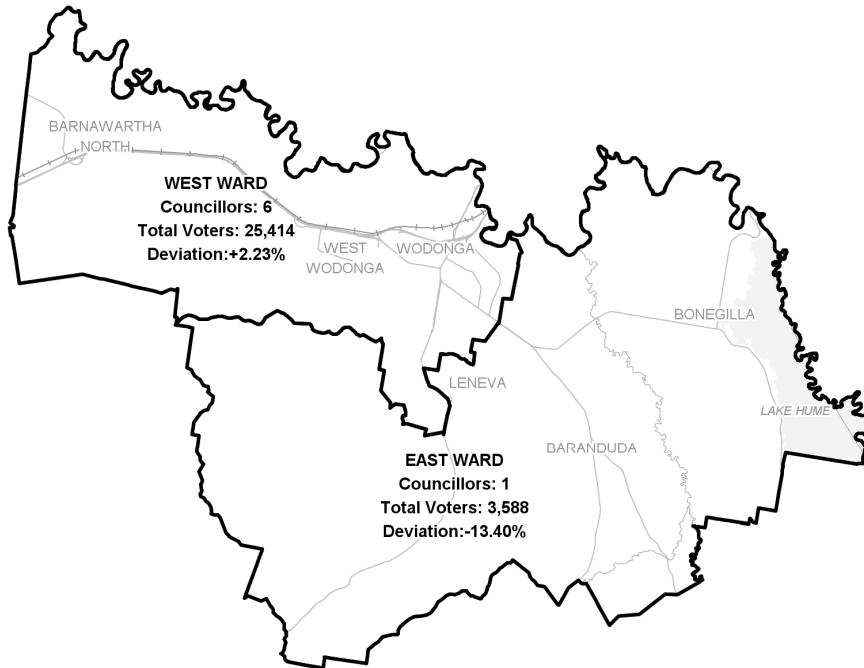 BARNAWARTHA
NORTH
WEST WARD
Councillors: 6
Total Voters: 25,414
Deviation:+2.23%
WEST
WODONGA
WODONGA
BONEGILLA
LENEVA
LAKE HUME
BARANDUDA
EAST WARD
Councillors: 1
Total Voters: 3,588
Deviation:-13.40%